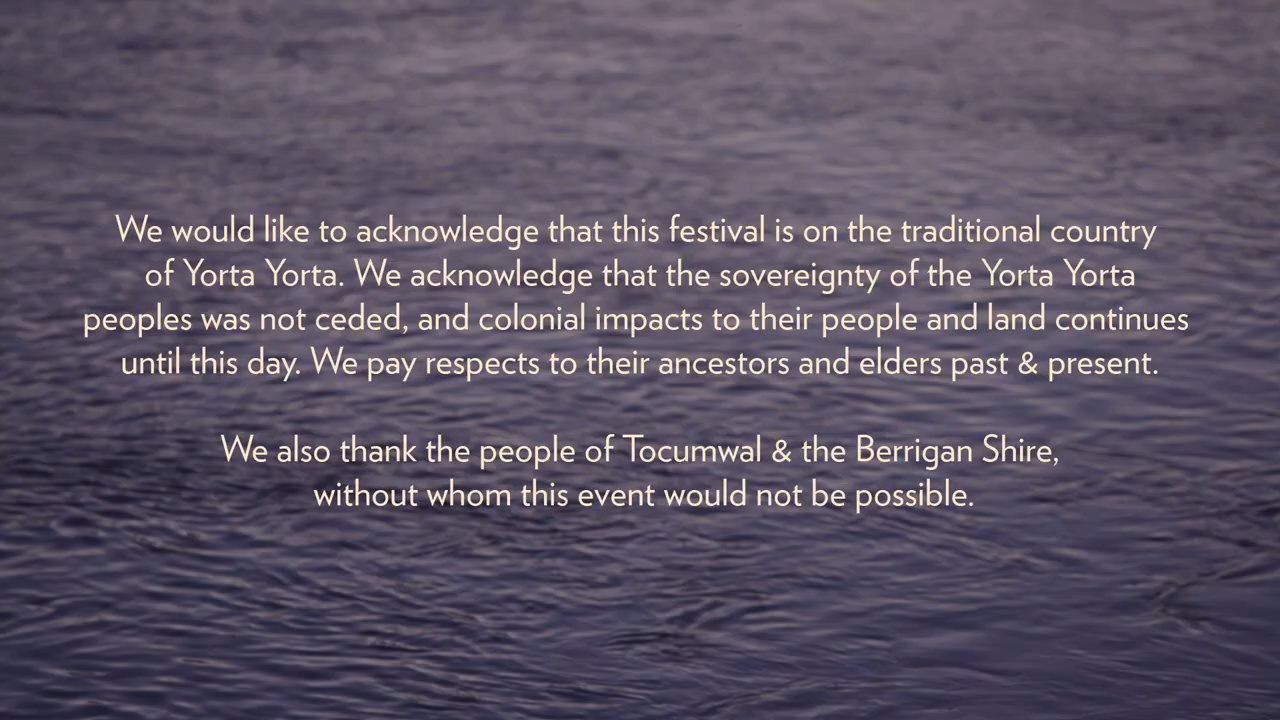 We would like to acknowledge that this festival is on the traditional country
of Yorta Yorta. We acknowledge that the sovereignty of the Yorta Yorta
peoples was not ceded, and colonial impacts to their people and land continues
until this day. We pay respects to their ancestors and elders past & present.
We also thank the people of Tocumwal & the Berrigan Shire,
without whom this event would not be possible.